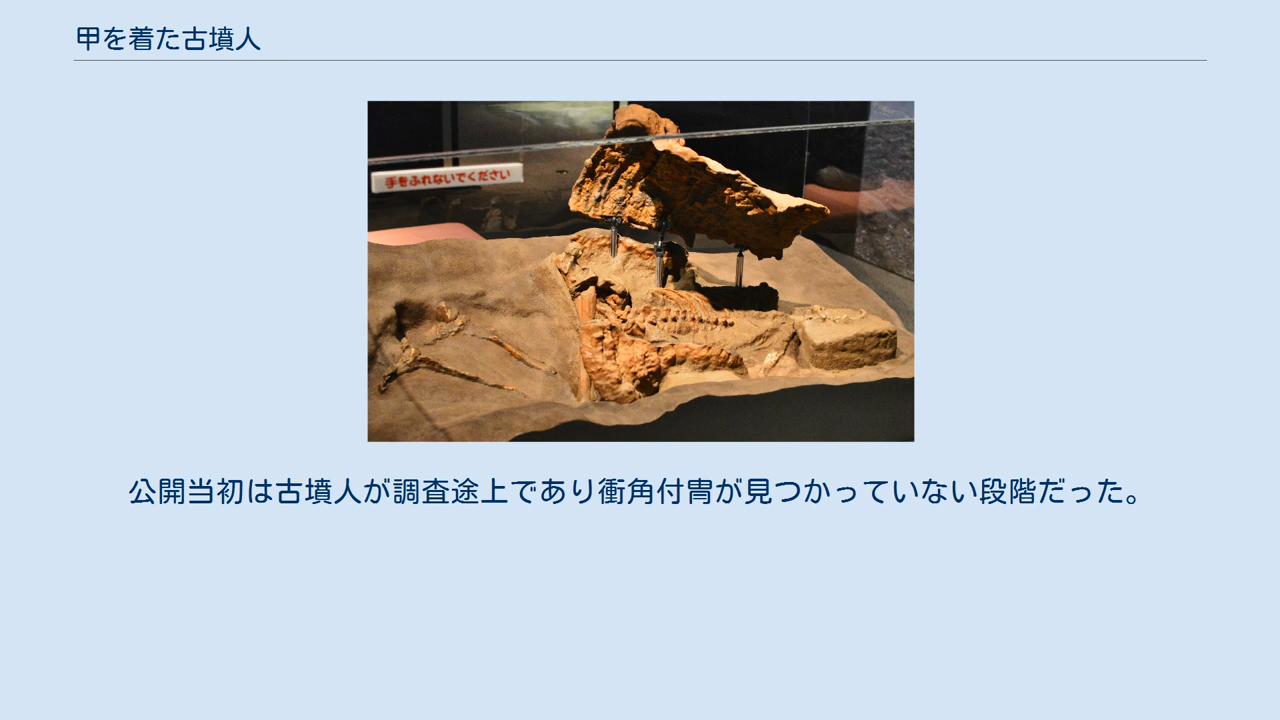 甲を着た古墳人
手をふれないでください
公開当初は古墳人が調査途上であり衝角付冑が見つかっていない段階だった。